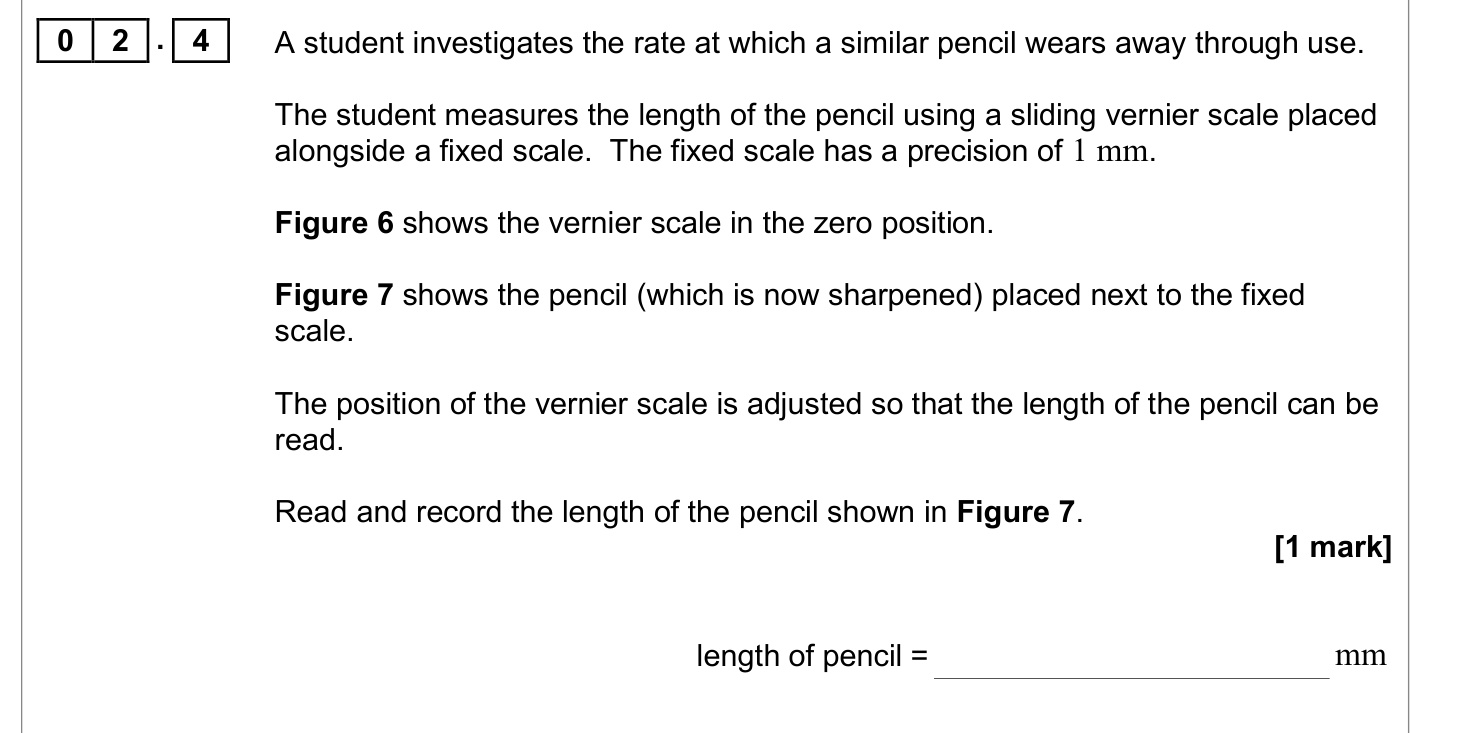 0 2 . 4 A student investigates the rate at which a similar pencil wears away through use.
The student measures the length of the pencil using a sliding vernier scale placed
alongside a fixed scale. The fixed scale has a precision of 1 mm.
Figure 6 shows the vernier scale in the zero position.
Figure 7 shows the pencil (which is now sharpened) placed next to the fixed
scale.
The position of the vernier scale is adjusted so that the length of the pencil can be
read.
Read and record the length of the pencil shown in Figure 7.
[1 mark]
length of pencil = mm